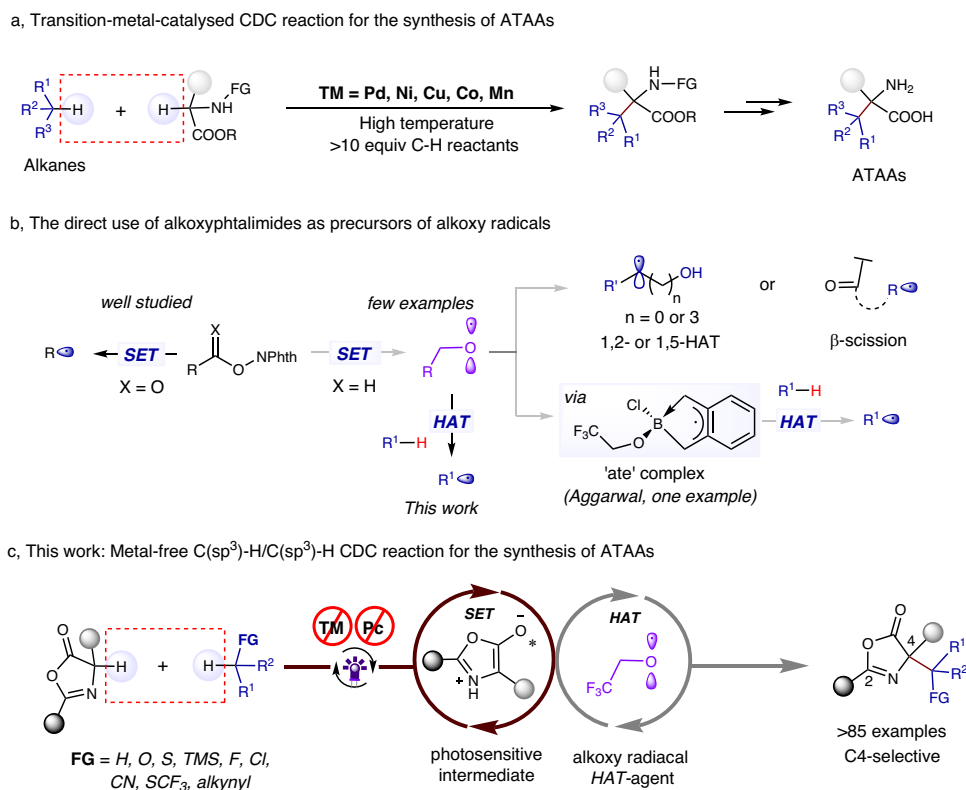 a, Transition-metal-catalysed CDC reaction for the synthesis of ATAAs
R¹
R²
H
R³
Alkanes
+
H
FG
NH
COOR
TM = Pd, Ni, Cu, Co, Mn
High temperature
>10 equiv C-H reactants
H
N—FG
R³
COOR
R²
R¹
NH₂
R³
COOH
R²
R¹
ATAAs
b, The direct use of alkoxyphtalimides as precursors of alkoxy radicals
well studied
R
SET
X = O
X
R
O
NPhth
few examples
SET
X = H
O
R
HAT
R¹—H
R¹
This work
R'
OH
n
n = 0 or 3
1,2- or 1,5-HAT
or
O
R
β-scission
via
Cl
B
F₃C
O
'ate' complex
(Aggarwal, one example)
R¹—H
HAT
R¹
c, This work: Metal-free C(sp³)-H/C(sp³)-H CDC reaction for the synthesis of ATAAs
O
O
H
N
+
FG
H
R²
R¹
FG = H, O, S, TMS, F, Cl,
CN, SCF₃, alkynyl
TM
Pc
SET
O
O
−
*
+
N
H
photosensitive
intermediate
HAT
O
F₃C
alkoxy radiacal
HAT-agent
O
4
O
R¹
R²
2
N
FG
>85 examples
C4-selective